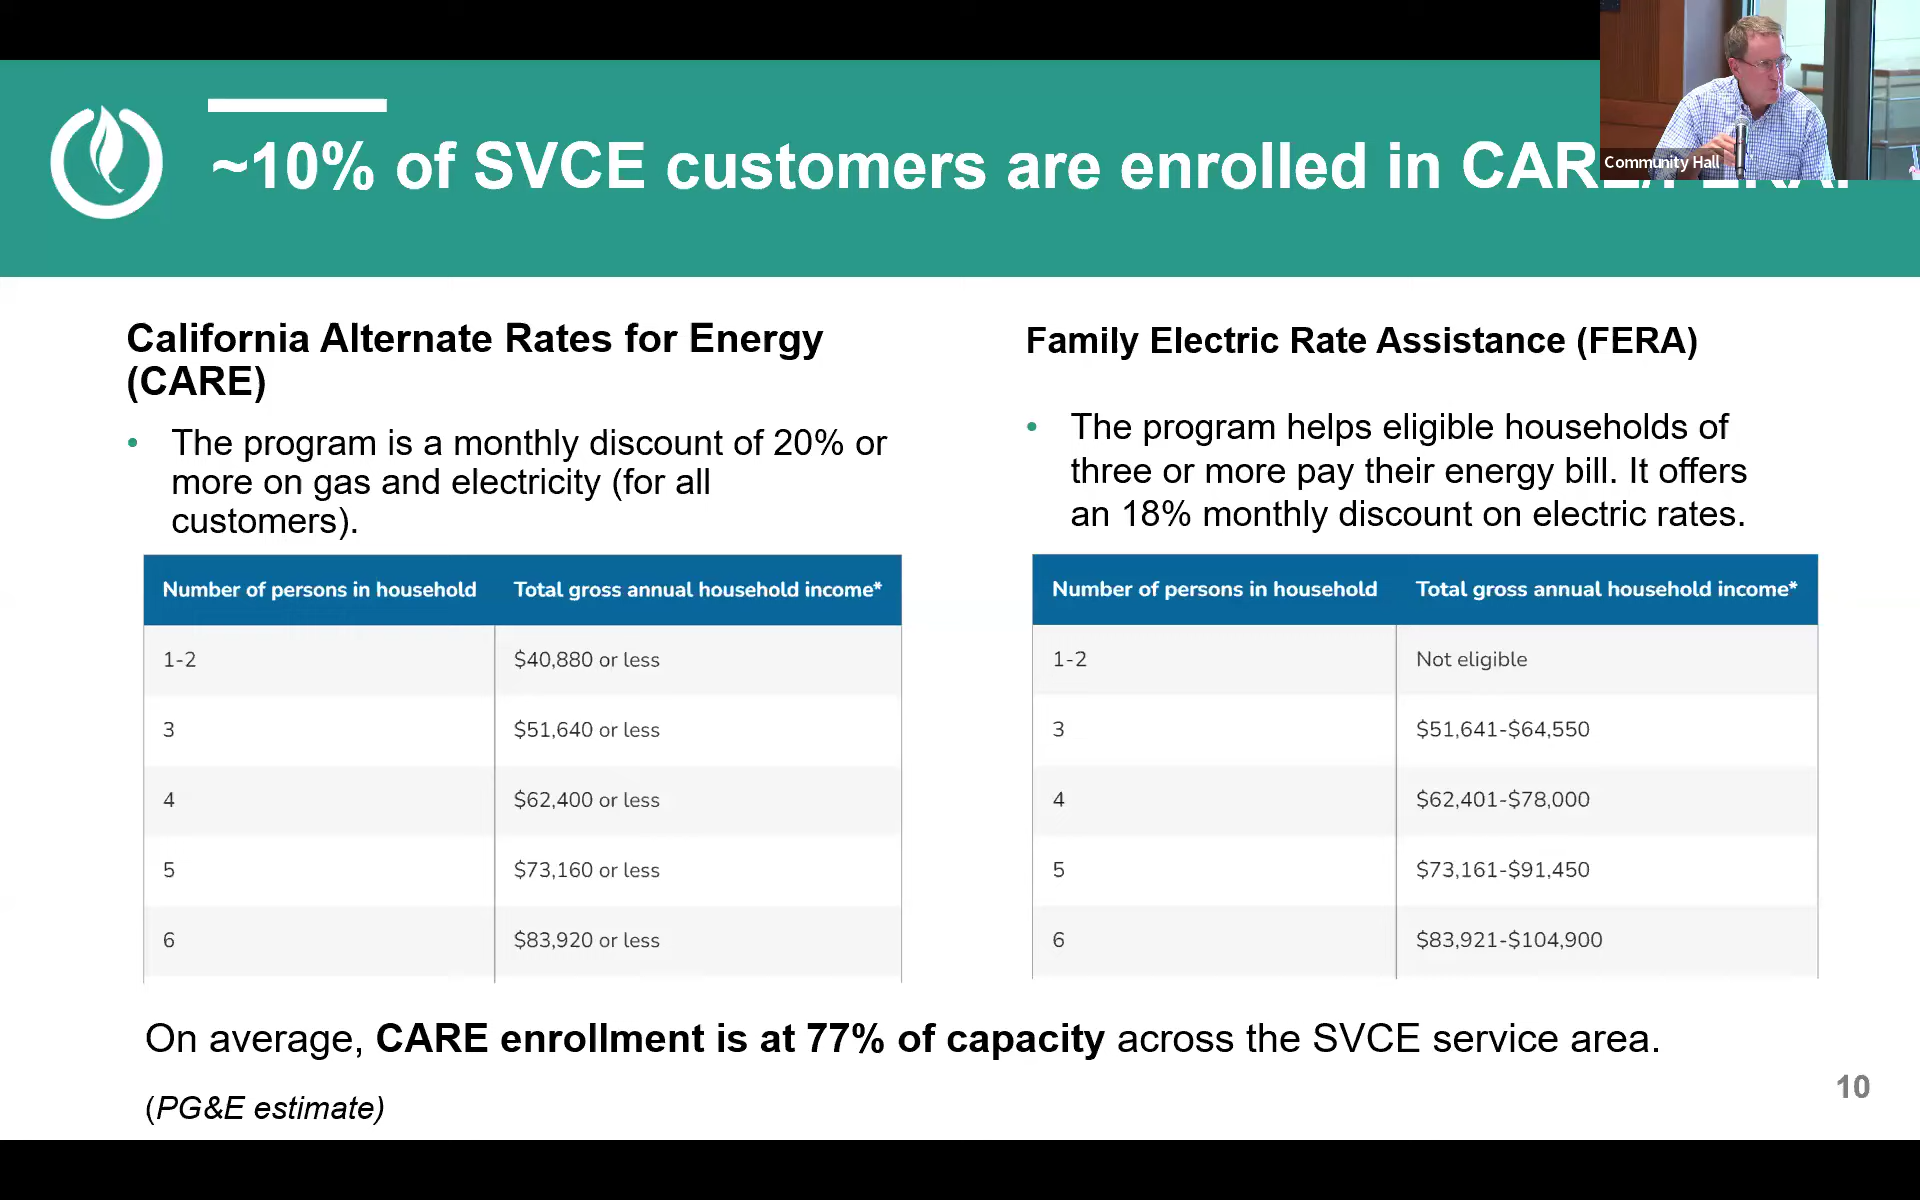 ~10% of SVCE customers are enrolled in
Community Hall
California Alternate Rates for Energy
(CARE)
• The program is a monthly discount of 20% or
more on gas and electricity (for all
customers).
Number of persons in household Total gross annual household income*
1-2 $40,880 or less
3 $51,640 or less
4 $62,400 or less
5 $73,160 or less
6 $83,920 or less
Family Electric Rate Assistance (FERA)
• The program helps eligible households of
three or more pay their energy bill. It offers
an 18% monthly discount on electric rates.
Number of persons in household Total gross annual household income*
1-2 Not eligible
3 $51,641-$64,550
4 $62,401-$78,000
5 $73,161-$91,450
6 $83,921-$104,900
On average, CARE enrollment is at 77% of capacity across the SVCE service area.
(PG&E estimate)
10